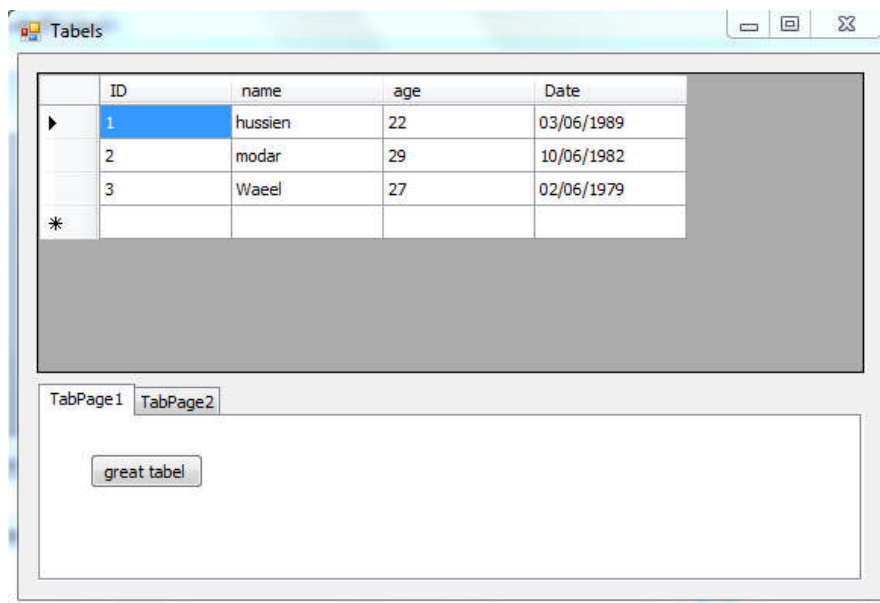 Tabels
ID name age Date
1 hussien 22 03/06/1989
2 modar 29 10/06/1982
3 Waeel 27 02/06/1979
TabPage1 TabPage2
great tabel